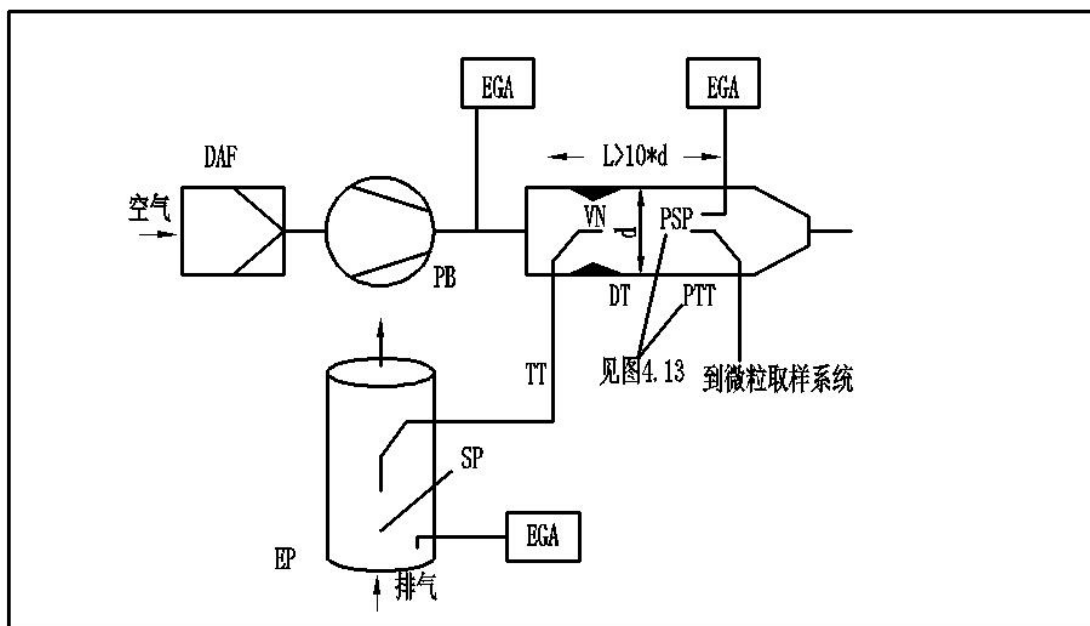 EGA
EGA
DAF
L>10*d
空气
VN
d
PSP
PB
DT
PTT
TT
见图4.13
到微粒取样系统
SP
EGA
EP
排气